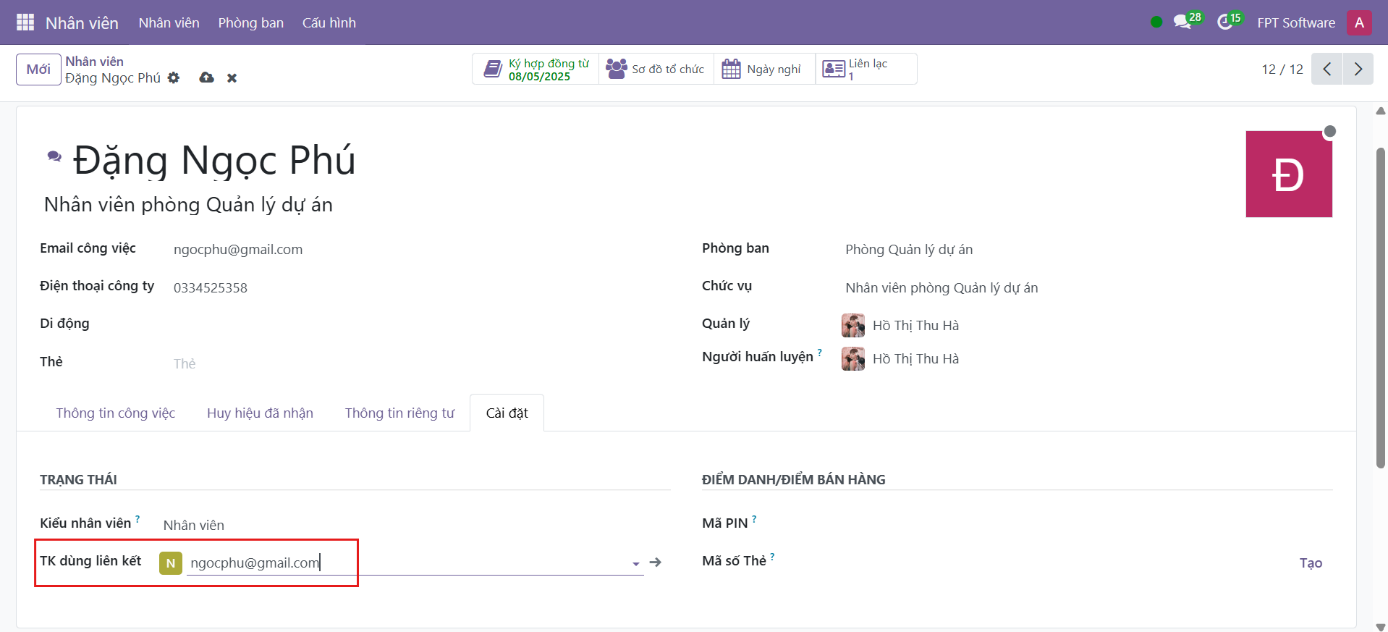 Nhân viên Nhân viên Phòng ban Cấu hình 28 15 FPT Software A
Mới
Nhân viên
Đặng Ngọc Phú
Ký hợp đồng từ
08/05/2025
Sơ đồ tổ chức
Ngày nghỉ
Liên lạc
1
12 / 12
Đặng Ngọc Phú
Đ
Nhân viên phòng Quản lý dự án
Email công việc ngocphu@gmail.com
Phòng ban Phòng Quản lý dự án
Điện thoại công ty 0334525358
Chức vụ Nhân viên phòng Quản lý dự án
Di động
Quản lý Hồ Thị Thu Hà
Thẻ Thẻ
Người huấn luyện ? Hồ Thị Thu Hà
Thông tin công việc Huy hiệu đã nhận Thông tin riêng tư Cài đặt
TRẠNG THÁI
ĐIỂM DANH/ĐIỂM BÁN HÀNG
Kiểu nhân viên ? Nhân viên
Mã PIN ?
TK dùng liên kết N ngocphu@gmail.com
Mã số Thẻ ? Tạo